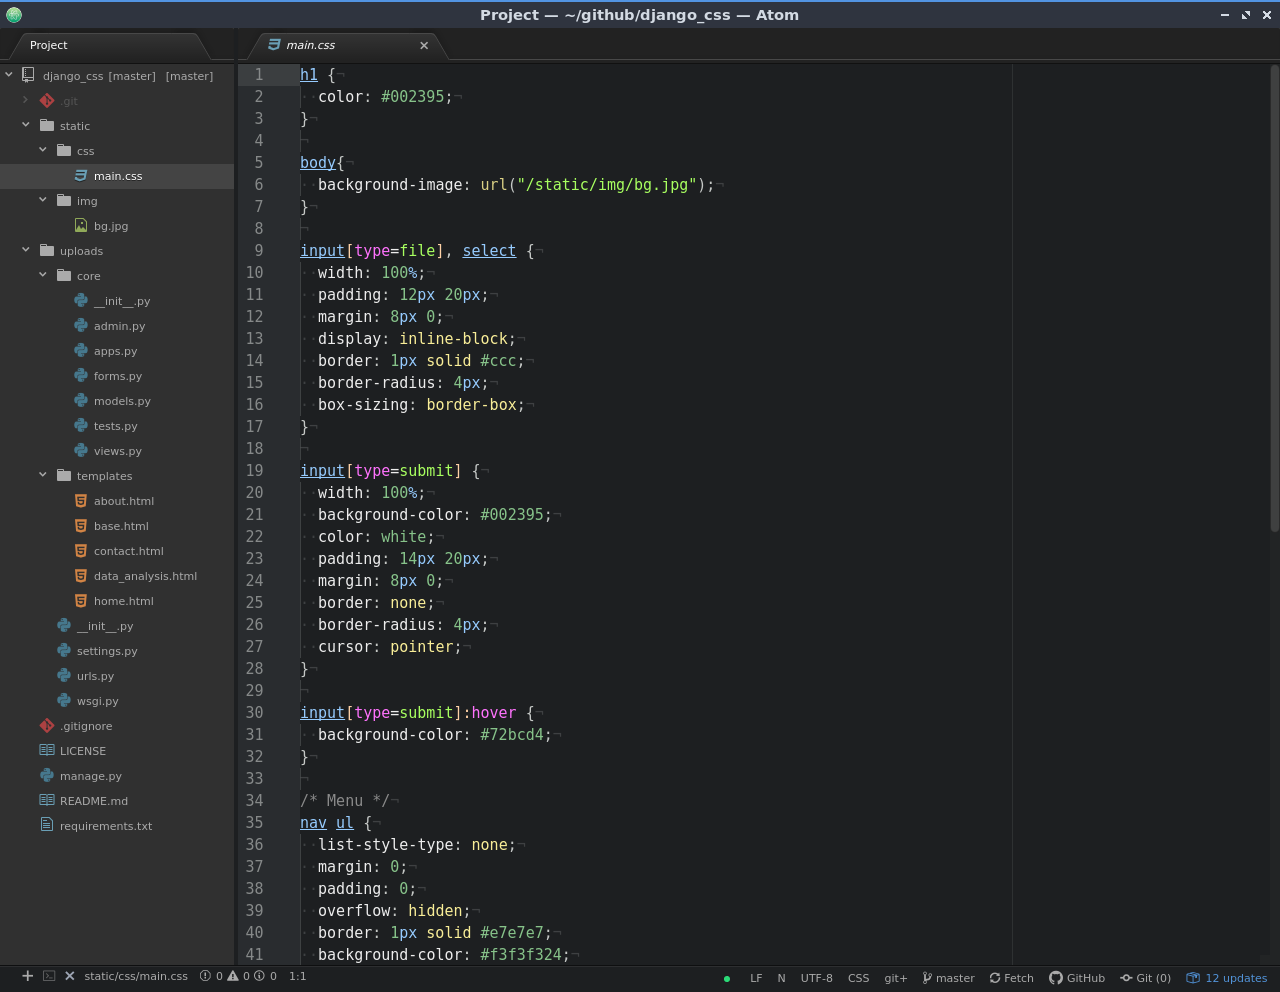 Project — ~/github/django_css — Atom
Project
main.css
django_css [master] [master]
.git
static
css
main.css
img
bg.jpg
uploads
core
__init__.py
admin.py
apps.py
forms.py
models.py
tests.py
views.py
templates
about.html
base.html
contact.html
data_analysis.html
home.html
__init__.py
settings.py
urls.py
wsgi.py
.gitignore
LICENSE
manage.py
README.md
requirements.txt
1 h1 {¬
2 ··color: #002395;¬
3 }¬
4 ¬
5 body{¬
6 ··background-image: url("/static/img/bg.jpg");¬
7 }¬
8 ¬
9 input[type=file], select {¬
10 ··width: 100%;¬
11 ··padding: 12px 20px;¬
12 ··margin: 8px 0;¬
13 ··display: inline-block;¬
14 ··border: 1px solid #ccc;¬
15 ··border-radius: 4px;¬
16 ··box-sizing: border-box;¬
17 }¬
18 ¬
19 input[type=submit] {¬
20 ··width: 100%;¬
21 ··background-color: #002395;¬
22 ··color: white;¬
23 ··padding: 14px 20px;¬
24 ··margin: 8px 0;¬
25 ··border: none;¬
26 ··border-radius: 4px;¬
27 ··cursor: pointer;¬
28 }¬
29 ¬
30 input[type=submit]:hover {¬
31 ··background-color: #72bcd4;¬
32 }¬
33 ¬
34 /* Menu */¬
35 nav ul {¬
36 ··list-style-type: none;¬
37 ··margin: 0;¬
38 ··padding: 0;¬
39 ··overflow: hidden;¬
40 ··border: 1px solid #e7e7e7;¬
41 ··background-color: #f3f3f324;¬
static/css/main.css 0 0 0 1:1 LF N UTF-8 CSS git+ master Fetch GitHub Git (0) 12 updates